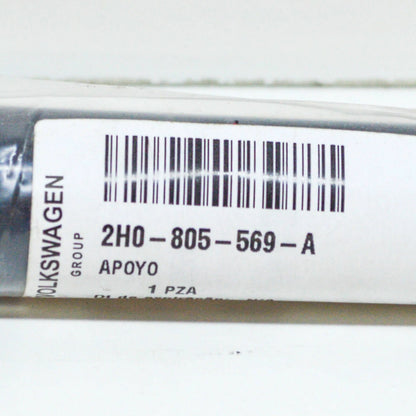 VOLKSWAGEN
GROUP
2H0-805-569-A
APOYO
1 PZA